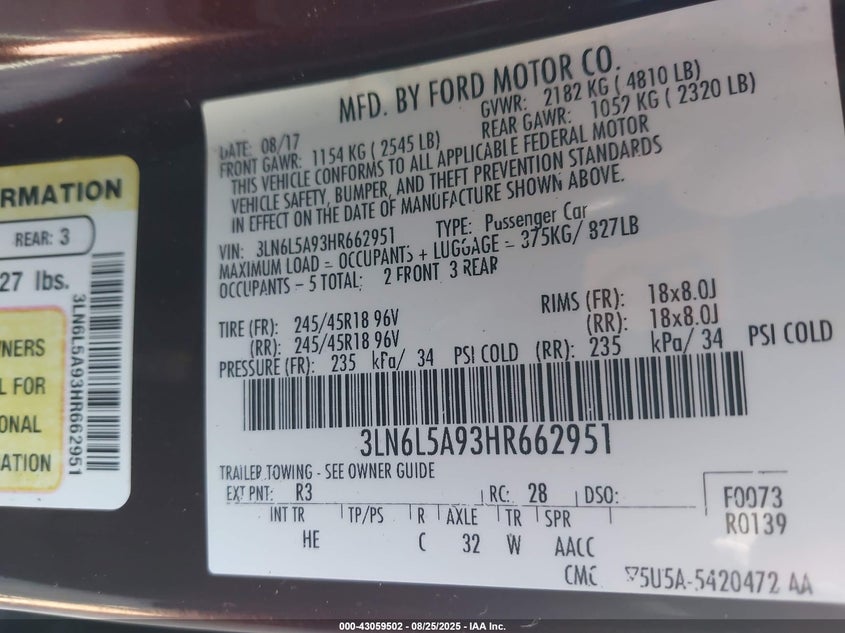 RMATION
REAR: 3
27 lbs.
WNERS
L FOR
ONAL
ATION
3LN6L5A93HR662951
MFD. BY FORD MOTOR CO.
DATE: 08/17 GVWR: 2182 KG ( 4810 LB)
FRONT GAWR: 1154 KG ( 2545 LB) REAR GAWR: 1052 KG ( 2320 LB)
THIS VEHICLE CONFORMS TO ALL APPLICABLE FEDERAL MOTOR
VEHICLE SAFETY, BUMPER, AND THEFT PREVENTION STANDARDS
IN EFFECT ON THE DATE OF MANUFACTURE SHOWN ABOVE.
VIN: 3LN6L5A93HR662951 TYPE: Passenger Car
MAXIMUM LOAD = OCCUPANTS + LUGGAGE = 375KG/ 827LB
OCCUPANTS - 5 TOTAL: 2 FRONT 3 REAR
TIRE (FR): 245/45R18 96V RIMS (FR): 18x8.0J
(RR): 245/45R18 96V (RR): 18x8.0J
PRESSURE (FR): 235 kPa/ 34 PSI COLD (RR): 235 kPa/ 34 PSI COLD
3LN6L5A93HR662951
TRAILER TOWING - SEE OWNER GUIDE
EXT PNT: R3 RC: 28 DSO: F0073
INT TR TP/PS R AXLE TR SPR R0139
HE C 32 W AACC
CMC 5U5A-5420472 AA
000-43059502 - 08/25/2025 - IAA Inc.